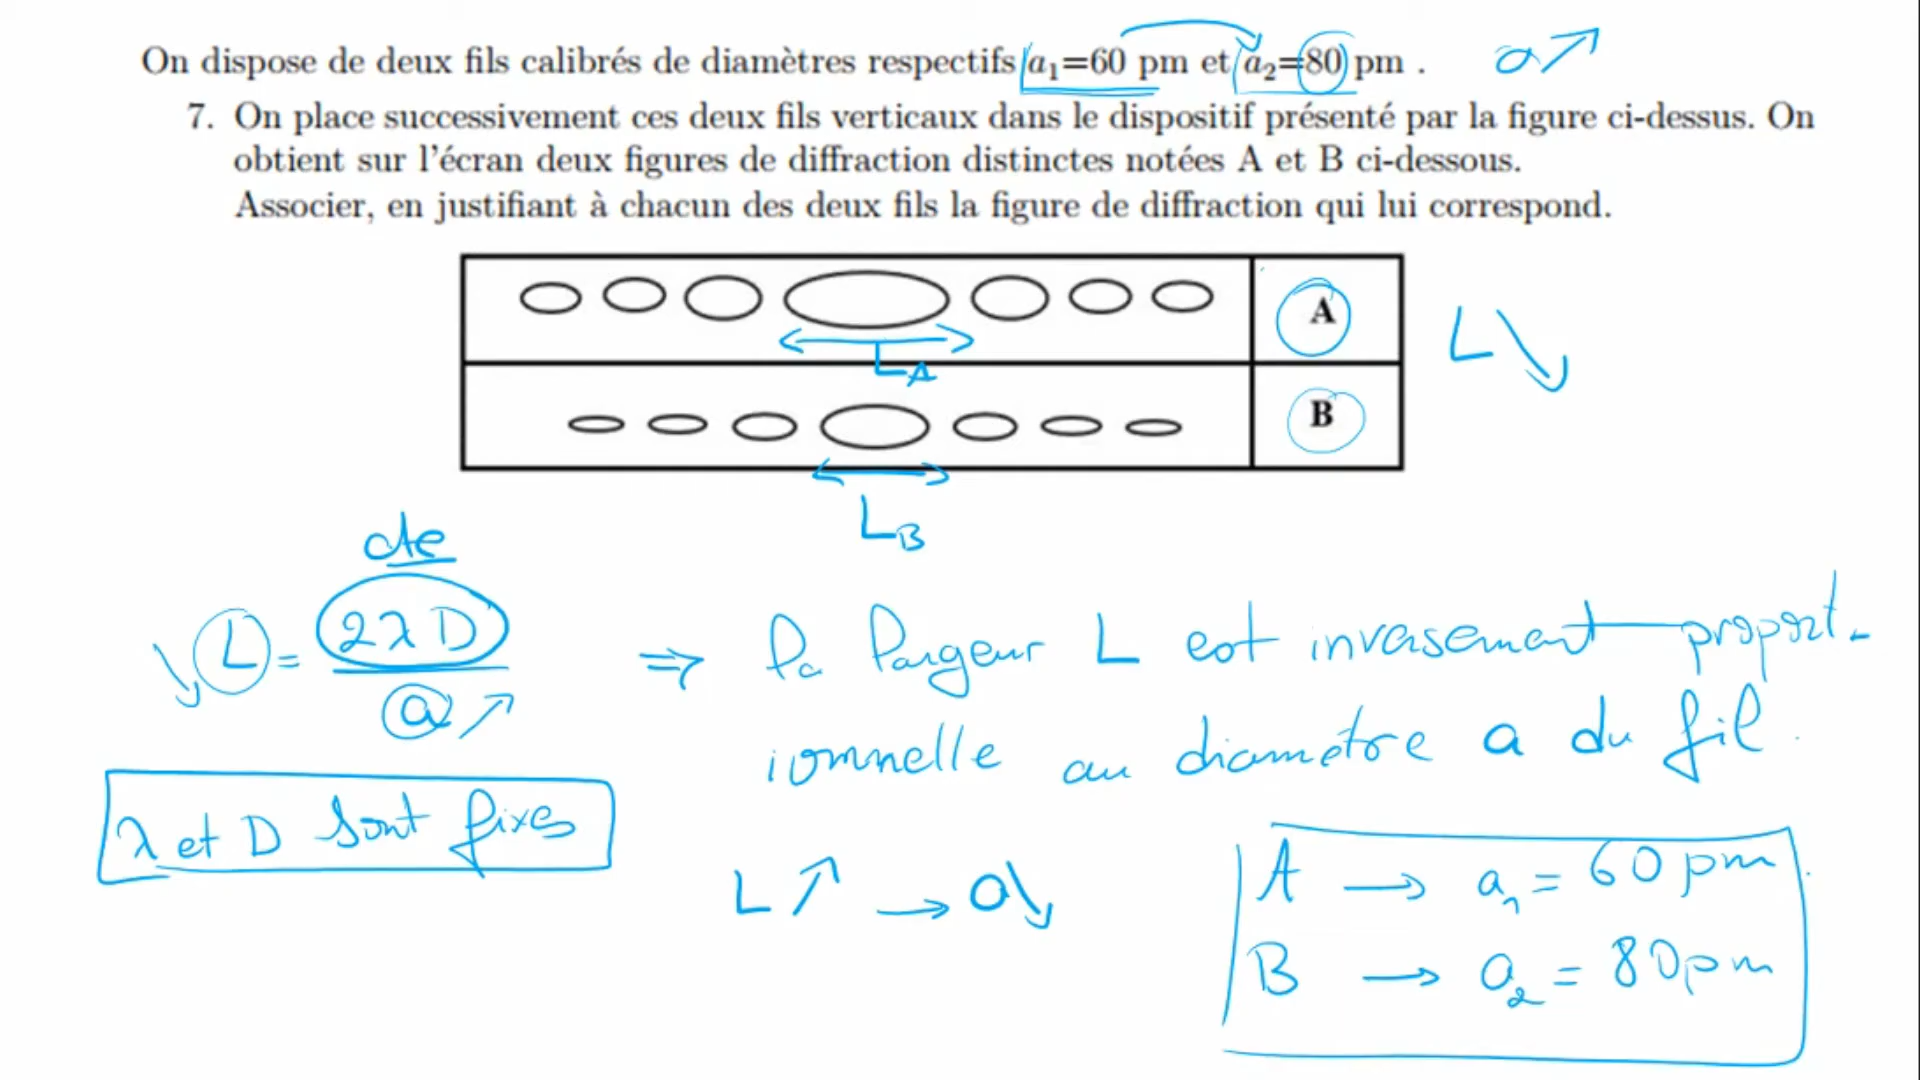 On dispose de deux fils calibrés de diamètres respectifs a₁=60 pm et a₂=80 pm .
a↗
7. On place successivement ces deux fils verticaux dans le dispositif présenté par la figure ci-dessus. On
obtient sur l'écran deux figures de diffraction distinctes notées A et B ci-dessous.
Associer, en justifiant à chacun des deux fils la figure de diffraction qui lui correspond.
A
L_A
L↘
B
L_B
cte
↘ L = 2λD / a ↗
⇒ la largeur L est inversement proport-
ionnelle au diamètre a du fil.
λ et D sont fixes
L↗ → a↘
A → a₁ = 60 pm
B → a₂ = 80 pm